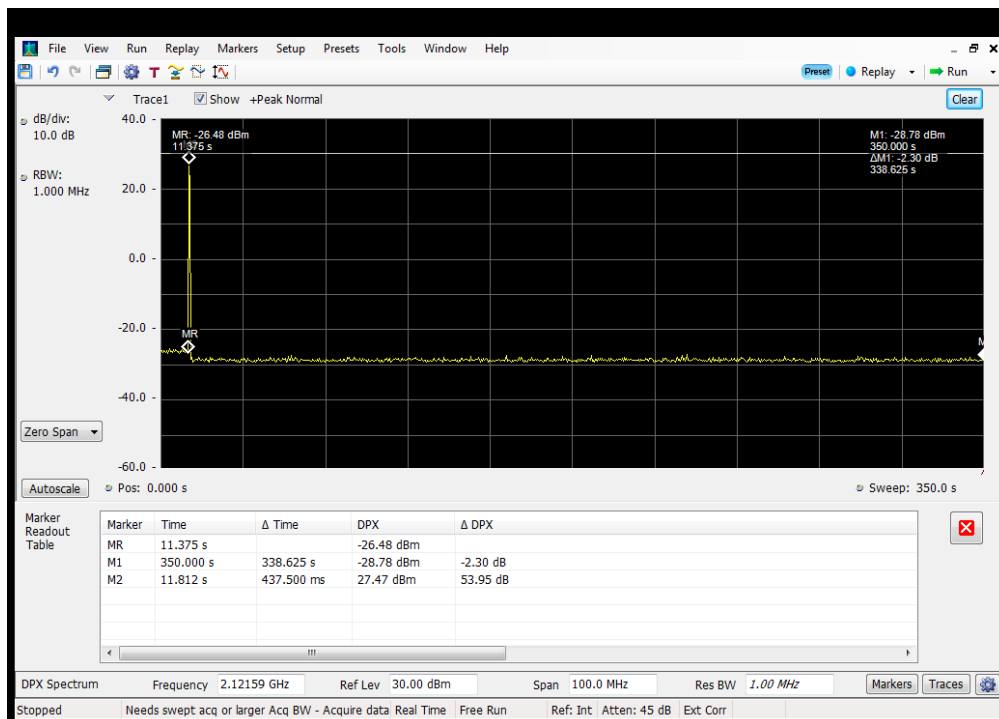 File View Run Replay Markers Setup Presets Tools Window Help
T Preset Replay Run
Trace1 Show +Peak Normal Clear
dB/div:
10.0 dB
RBW:
1.000 MHz
40.0
20.0
0.0
-20.0
-40.0
-60.0
MR: -26.48 dBm
11.375 s
M1: -28.78 dBm
350.000 s
ΔM1: -2.30 dB
338.625 s
MR
M
Zero Span
Autoscale Pos: 0.000 s Sweep: 350.0 s
Marker
Readout
Table
Marker Time Δ Time DPX Δ DPX
MR 11.375 s -26.48 dBm
M1 350.000 s 338.625 s -28.78 dBm -2.30 dB
M2 11.812 s 437.500 ms 27.47 dBm 53.95 dB
DPX Spectrum Frequency 2.12159 GHz Ref Lev 30.00 dBm Span 100.0 MHz Res BW 1.00 MHz Markers Traces
Stopped Needs swept acq or larger Acq BW - Acquire data Real Time Free Run Ref: Int Atten: 45 dB Ext Corr